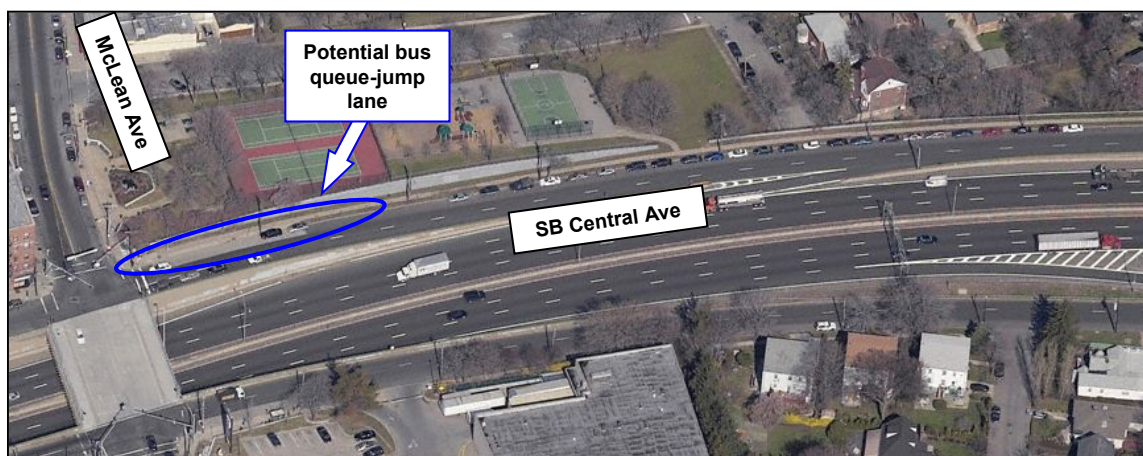 McLean Ave
Potential bus
queue-jump
lane
SB Central Ave